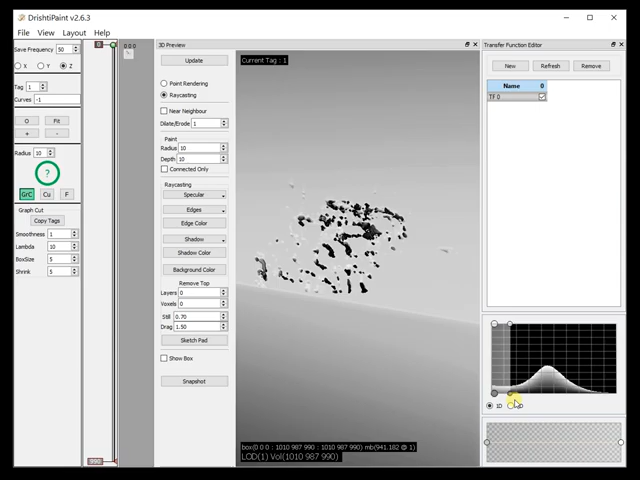 DrishtiPaint v2.6.3
File View Layout Help
Save Frequency 50
X Y Z
Tag 1
Curves -1
O Fit
+ -
Radius 10
?
GrC Cu F
Graph Cut
Copy Tags
Smoothness 1
Lambda 10
BoxSize 5
Shrink 5
0
990
0 0 0
3D Preview
Update
Point Rendering
Raycasting
Near Neighbour
Dilate/Erode 1
Paint
Radius 10
Depth 10
Connected Only
Raycasting
Specular
Edges
Edge Color
Shadow
Shadow Color
Background Color
Remove Top
Layers 0
Voxels 0
Still 0.70
Drag 1.50
Sketch Pad
Show Box
Snapshot
Current Tag : 1
box(0 0 0 : 1010 987 990 : 1010 987 990) mb(941.182 @ 1)
LOD(1) Vol(1010 987 990)
Transfer Function Editor
New Refresh Remove
Name 0
TF 0
1D